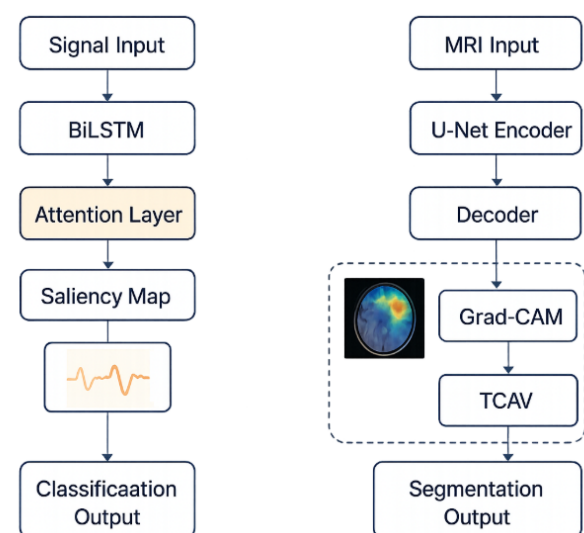 Signal Input
BiLSTM
Attention Layer
Saliency Map
Classificaation
Output
MRI Input
U-Net Encoder
Decoder
Grad-CAM
TCAV
Segmentation
Output